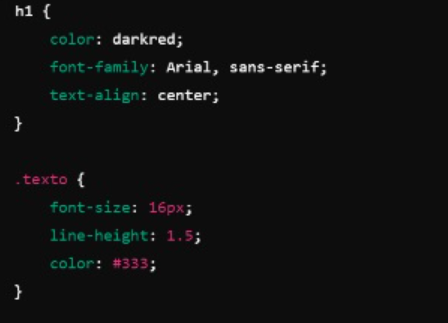 h1 {
    color: darkred;
    font-family: Arial, sans-serif;
    text-align: center;
}

.texto {
    font-size: 16px;
    line-height: 1.5;
    color: #333;
}